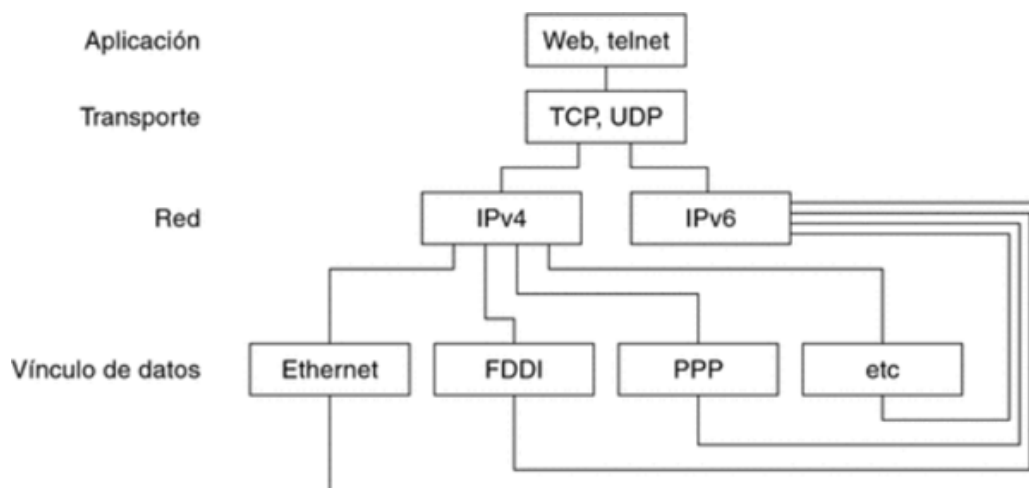 Aplicación
Web, telnet
Transporte
TCP, UDP
Red
IPv4
IPv6
Vínculo de datos
Ethernet
FDDI
PPP
etc